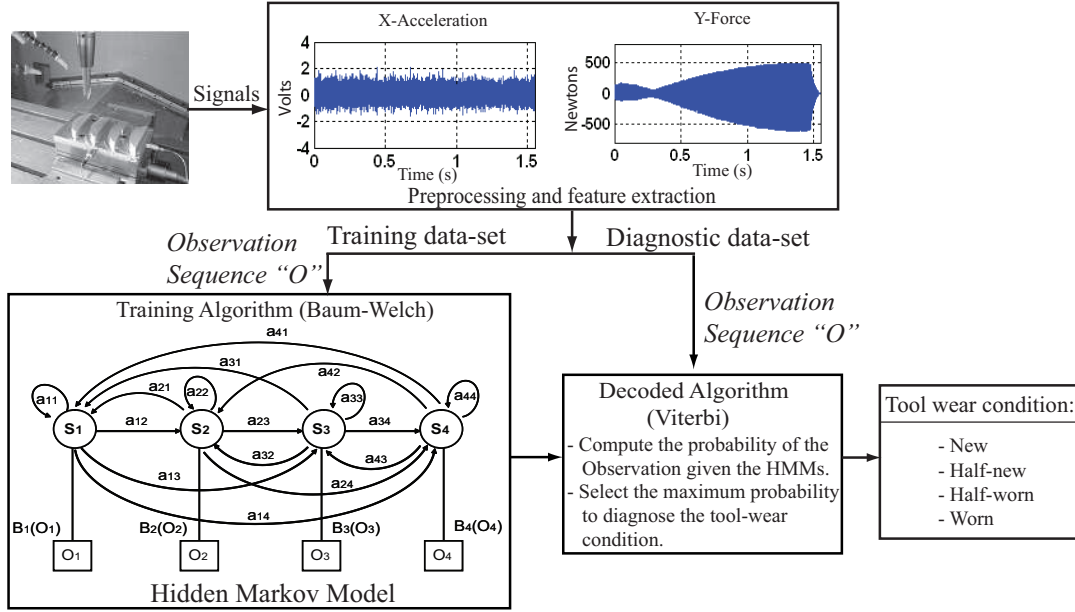 Signals
X-Acceleration
Volts
4
2
0
-2
-4
0
0.5
1
1.5
Time (s)
Y-Force
Newtons
500
0
-500
0
0.5
1
1.5
Time (s)
Preprocessing and feature extraction
Observation
Sequence “O”
Training data-set
Diagnostic data-set
Observation
Sequence “O”
Training Algorithm (Baum-Welch)
a41
a31
a11
a21
a22
a42
a33
a44
S1
a12
S2
a23
S3
a34
S4
a32
a43
a13
a24
a14
B1(O1)
B2(O2)
B3(O3)
B4(O4)
O1
O2
O3
O4
Hidden Markov Model
Decoded Algorithm
(Viterbi)
- Compute the probability of the
Observation given the HMMs.
- Select the maximum probability
to diagnose the tool-wear
condition.
Tool wear condition:
- New
- Half-new
- Half-worn
- Worn